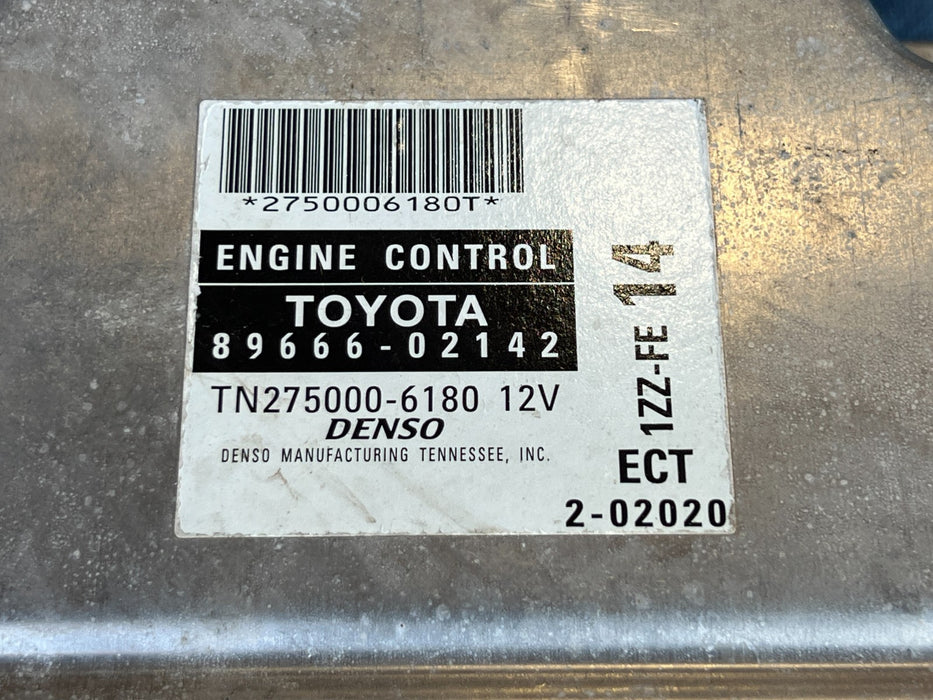 *2750006180T*
ENGINE CONTROL
TOYOTA
89666-02142
TN275000-6180 12V
DENSO
DENSO MANUFACTURING TENNESSEE, INC.
1ZZ-FE 14
ECT
2-02020